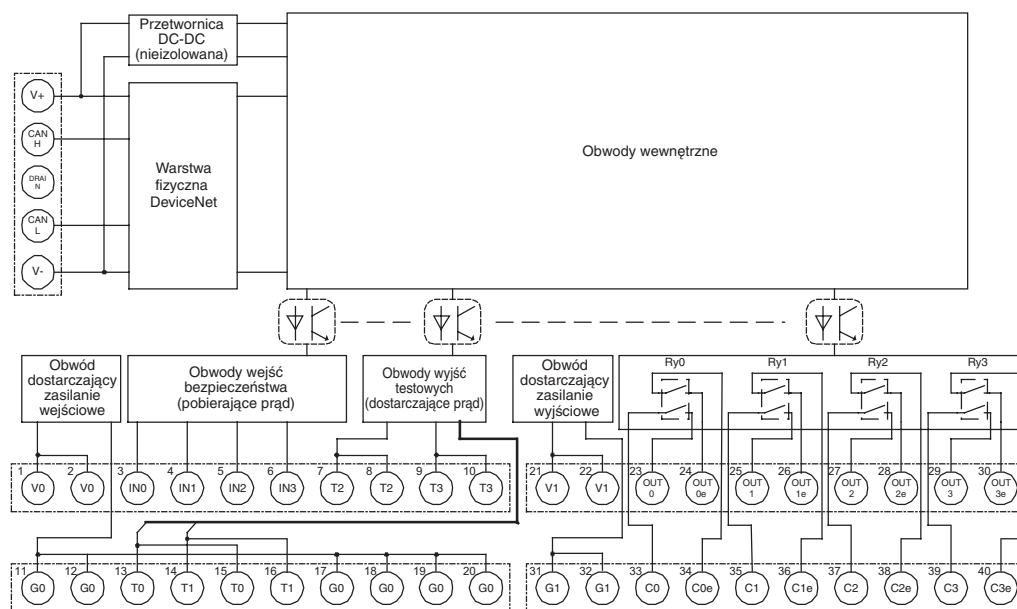 Przetwornica
DC-DC
(nieizolowana)
V+
CAN
H
DRAI
N
CAN
L
V-
Warstwa
fizyczna
DeviceNet
Obwody wewnętrzne
Obwód
dostarczający
zasilanie
wejściowe
Obwody wejść
bezpieczeństwa
(pobierające prąd)
Obwody wyjść
testowych
(dostarczające prąd)
Obwód
dostarczający
zasilanie
wyjściowe
Ry0 Ry1 Ry2 Ry3
1 2 3 4 5 6 7 8 9 10
V0 V0 IN0 IN1 IN2 IN3 T2 T2 T3 T3
21 22 23 24 25 26 27 28 29 30
V1 V1 OUT OUT OUT OUT OUT OUT OUT OUT
0 0e 1 1e 2 2e 3 3e
11 12 13 14 15 16 17 18 19 20
G0 G0 T0 T1 T0 T1 G0 G0 G0 G0
31 32 33 34 35 36 37 38 39 40
G1 G1 C0 C0e C1 C1e C2 C2e C3 C3e